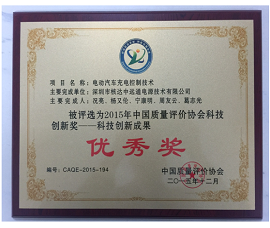 项 目 名 称：电动汽车充电控制技术
主要完成单位：深圳市核达中远通电源技术有限公司
主要完成人：况亮、杨又伦、宁康明、周友云、葛志光
被评选为2015年中国质量评价协会科技
创新奖——科技创新成果
优秀奖
编号：CAQE-2015-194
中国质量评价协会
二〇一五年十二月